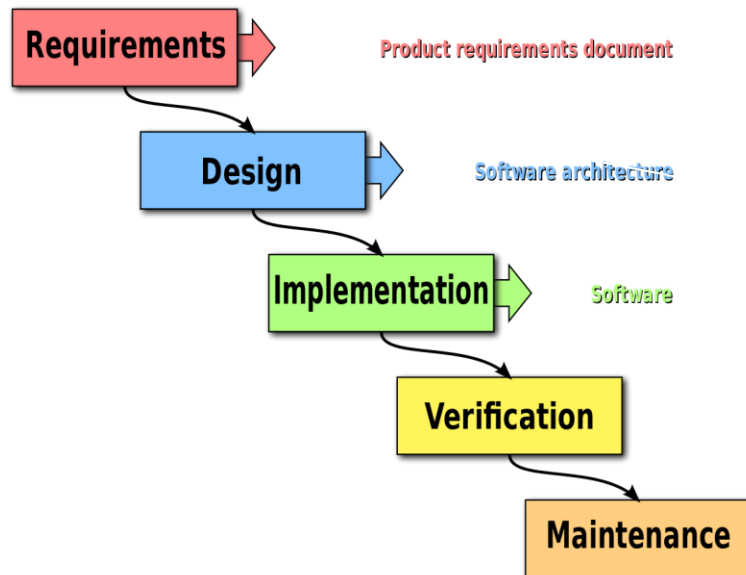 Requirements
Product requirements document
Design
Software architecture
Implementation
Software
Verification
Maintenance